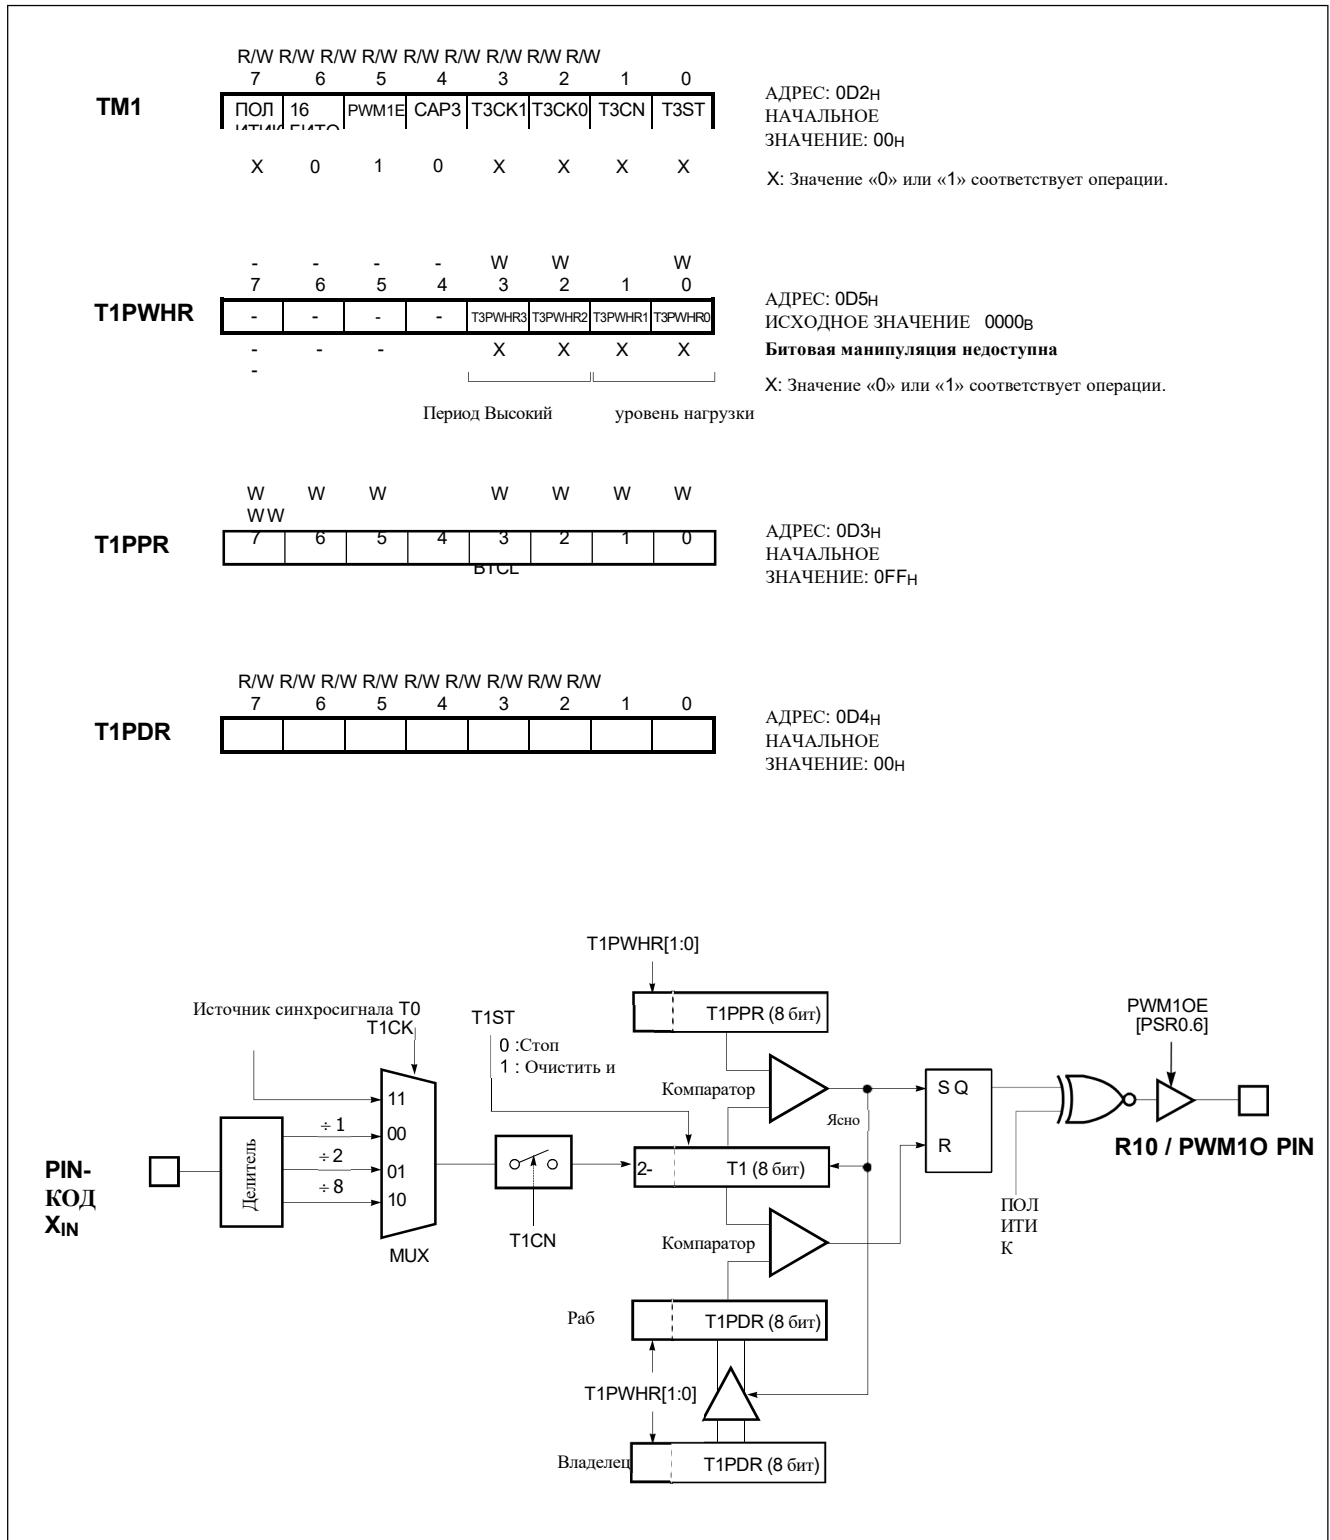 R/W R/W R/W R/W R/W R/W R/W R/W R/W
7 6 5 4 3 2 1 0
TM1
ПОЛ 16 PWM1E CAP3 T3CK1 T3CK0 T3CN T3ST
X 0 1 0 X X X X
АДРЕС: 0D2H
НАЧАЛЬНОЕ
ЗНАЧЕНИЕ: 00H
X: Значение «0» или «1» соответствует операции.
- - - - W W W
7 6 5 4 3 2 1 0
T1PWHR
- - - - T3PWHR3 T3PWHR2 T3PWHR1 T3PWHR0
- - - X X X X
-
Период Высокий уровень нагрузки
АДРЕС: 0D5H
ИСХОДНОЕ ЗНАЧЕНИЕ 0000B
Битовая манипуляция недоступна
X: Значение «0» или «1» соответствует операции.
W W W W W W W
W W
T1PPR
7 6 5 4 3 2 1 0
BTCL
АДРЕС: 0D3H
НАЧАЛЬНОЕ
ЗНАЧЕНИЕ: 0FFH
R/W R/W R/W R/W R/W R/W R/W R/W R/W
7 6 5 4 3 2 1 0
T1PDR
АДРЕС: 0D4H
НАЧАЛЬНОЕ
ЗНАЧЕНИЕ: 00H
T1PWHR[1:0]
Источник синхросигнала T0
T1CK
T1ST
0 :Стоп
1 : Очистить и
T1PPR (8 бит)
PWM1OE
[PSR0.6]
Компаратор
S Q
Ясно
R
11
00
01
10
÷ 1
÷ 2
÷ 8
Делитель
PIN-
КОД
XIN
MUX
T1CN
2-
T1 (8 бит)
R10 / PWM1O PIN
ПОЛ
ИТИ
К
Компаратор
Раб
T1PDR (8 бит)
T1PWHR[1:0]
Владелец
T1PDR (8 бит)